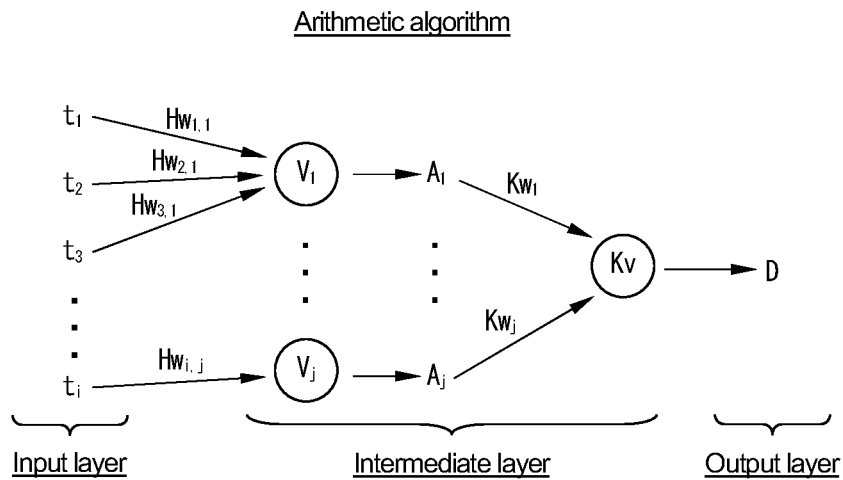 Arithmetic algorithm
t₁
Hw₁,₁
t₂
Hw₂,₁
V₁
A₁
Kw₁
Hw₃,₁
t₃
Kv
D
Hwᵢ,ⱼ
Vⱼ
Kwⱼ
tᵢ
Aⱼ
Input layer
Intermediate layer
Output layer